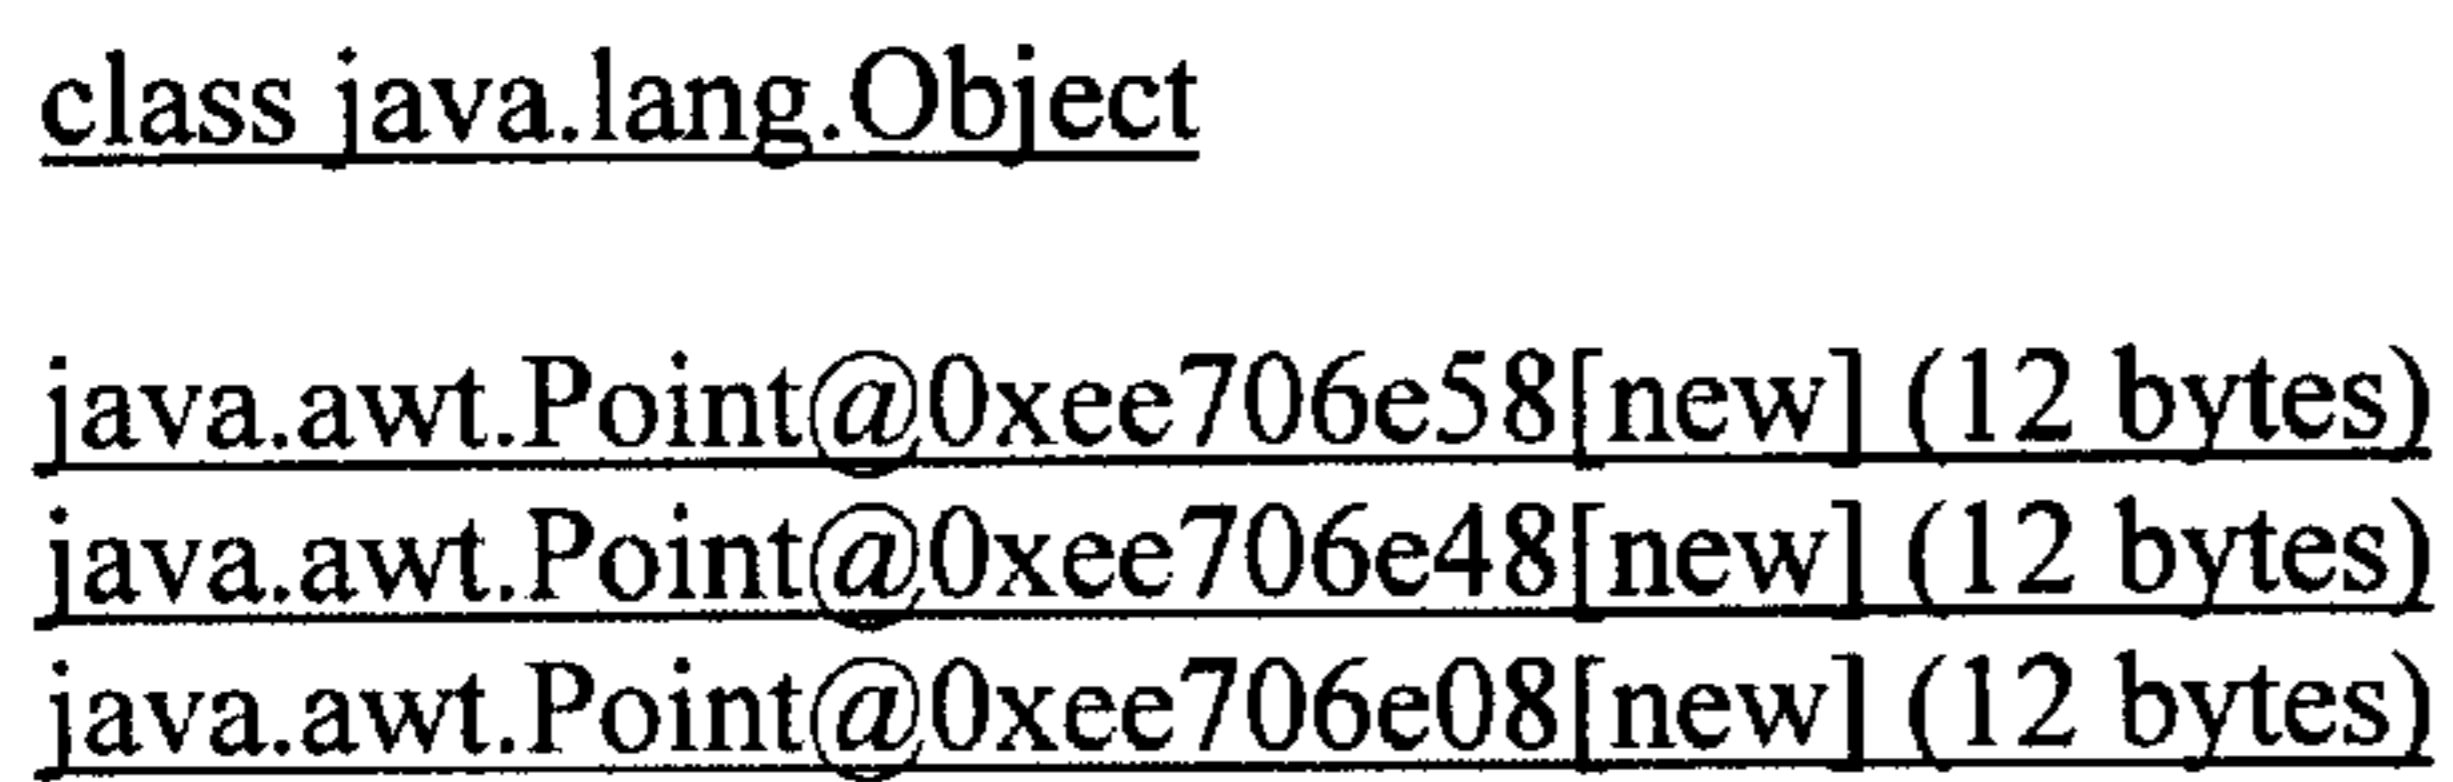 class java.lang.Object
java.awt.Point@0xee706e58[new] (12 bytes)
java.awt.Point@0xee706e48[new] (12 bytes)
java.awt.Point@0xee706e08[new] (12 bytes)